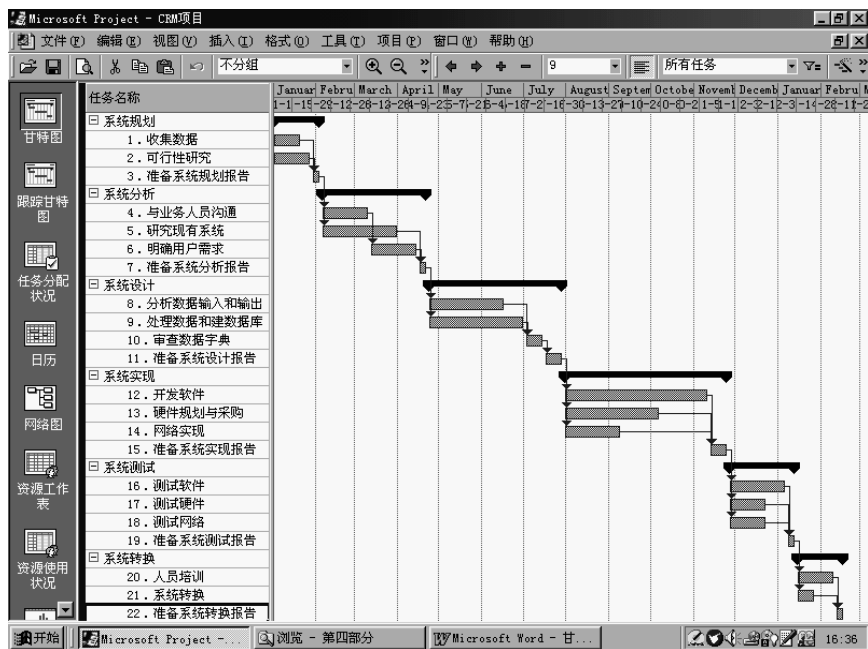 Microsoft Project - CRM项目
文件(F) 编辑(E) 视图(V) 插入(I) 格式(O) 工具(T) 项目(P) 窗口(W) 帮助(H)
不分组 9 所有任务
任务名称
Januar Febru March April May June July August Septem Octobe Novemb Decemb Januar Febru M
系统规划
1.收集数据
2.可行性研究
3.准备系统规划报告
系统分析
4.与业务人员沟通
5.研究现有系统
6.明确用户需求
7.准备系统分析报告
系统设计
8.分析数据输入和输出
9.处理数据和建数据库
10.审查数据字典
11.准备系统设计报告
系统实现
12.开发软件
13.硬件规划与采购
14.网络实现
15.准备系统实现报告
系统测试
16.测试软件
17.测试硬件
18.测试网络
19.准备系统测试报告
系统转换
20.人员培训
21.系统转换
22.准备系统转换报告
甘特图
跟踪甘特
图
任务分配
状况
日历
网络图
资源工作
表
资源使用
状况
开始 Microsoft Project -... 浏览 - 第四部分 Microsoft Word - 甘... 16:36